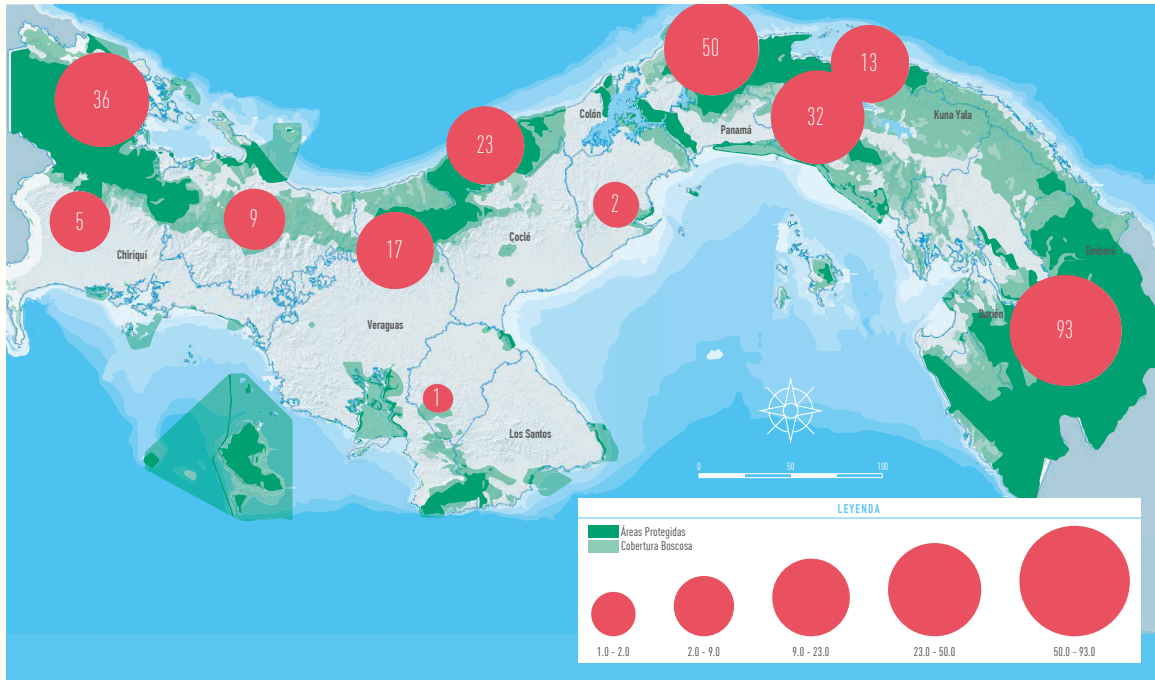 50
13
36
Colón
Kuna Yala
32
Panamá
23
2
5
9
Coclé
17
Chiriquí
Emberá
Darién
Veraguas
93
1
Los Santos
0 50 100
LEYENDA
Áreas Protegidas
Cobertura Boscosa
1.0 - 2.0 2.0 - 9.0 9.0 - 23.0 23.0 - 50.0 50.0 - 93.0